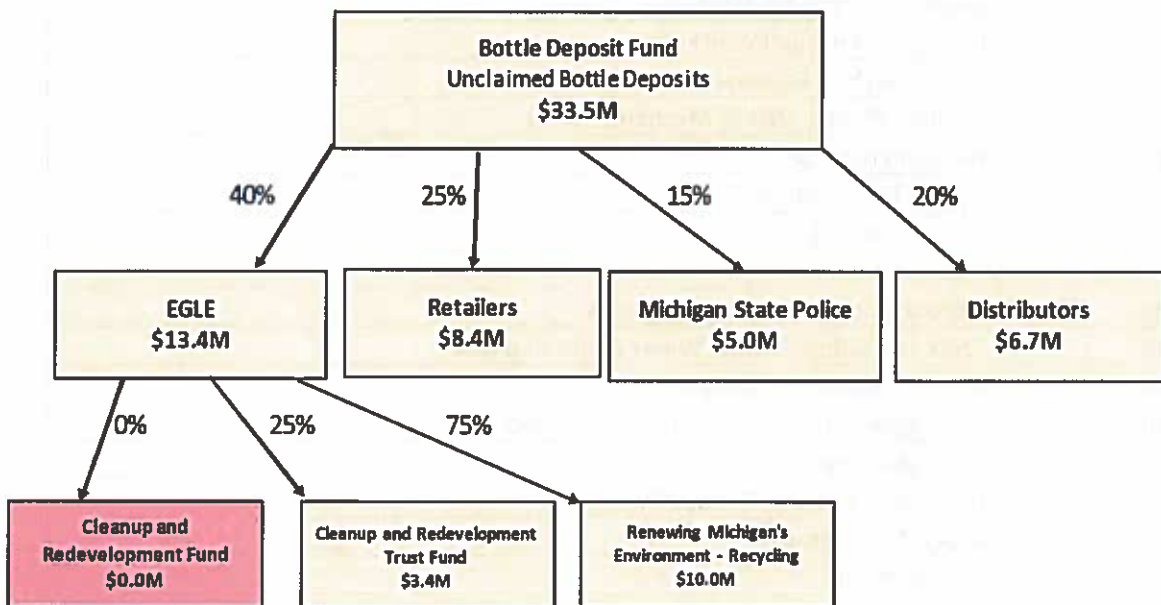 Bottle Deposit Fund
Unclaimed Bottle Deposits
$33.5M
40%
25%
15%
20%
EGLE
$13.4M
Retailers
$8.4M
Michigan State Police
$5.0M
Distributors
$6.7M
0%
25%
75%
Cleanup and
Redevelopment Fund
$0.0M
Cleanup and Redevelopment
Trust Fund
$3.4M
Renewing Michigan's
Environment - Recycling
$10.0M